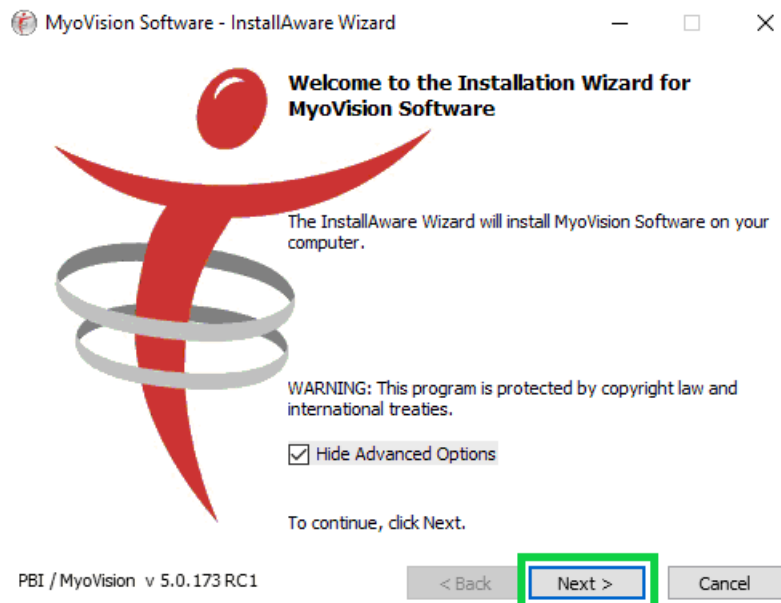 MyoVision Software - InstallAware Wizard
Welcome to the Installation Wizard for
MyoVision Software
The InstallAware Wizard will install MyoVision Software on your
computer.
WARNING: This program is protected by copyright law and
international treaties.
Hide Advanced Options
To continue, click Next.
PBI / MyoVision v 5.0.173 RC1
< Back
Next >
Cancel